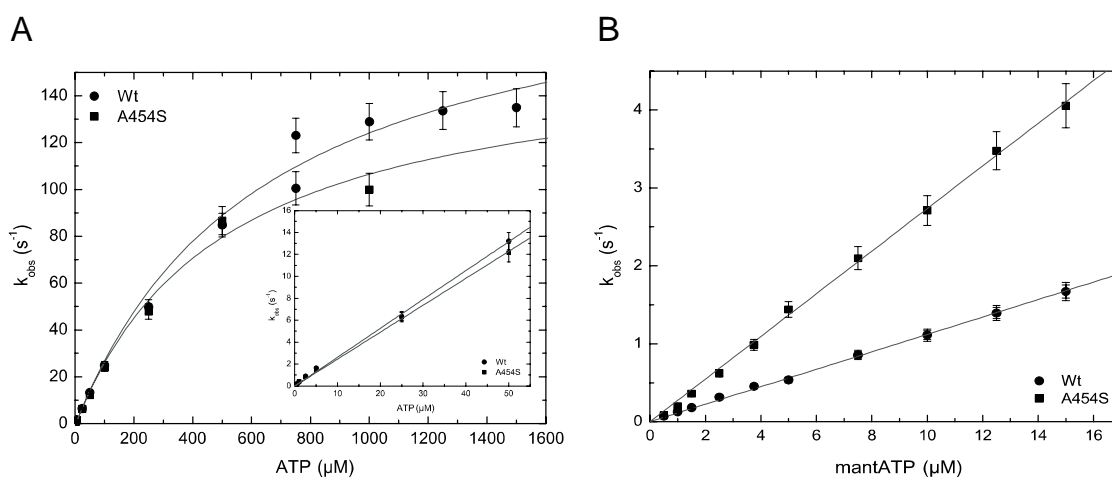 A
B
Wt
A454S
k_obs (s⁻¹)
140
120
100
80
60
40
20
0
0 200 400 600 800 1000 1200 1400 1600
ATP (µM)
16
14
12
10
8
6
4
2
0
k_obs (s⁻¹)
0 10 20 30 40 50
ATP (µM)
Wt
A454S
k_obs (s⁻¹)
4
3
2
1
0
0 2 4 6 8 10 12 14 16
mantATP (µM)
Wt
A454S